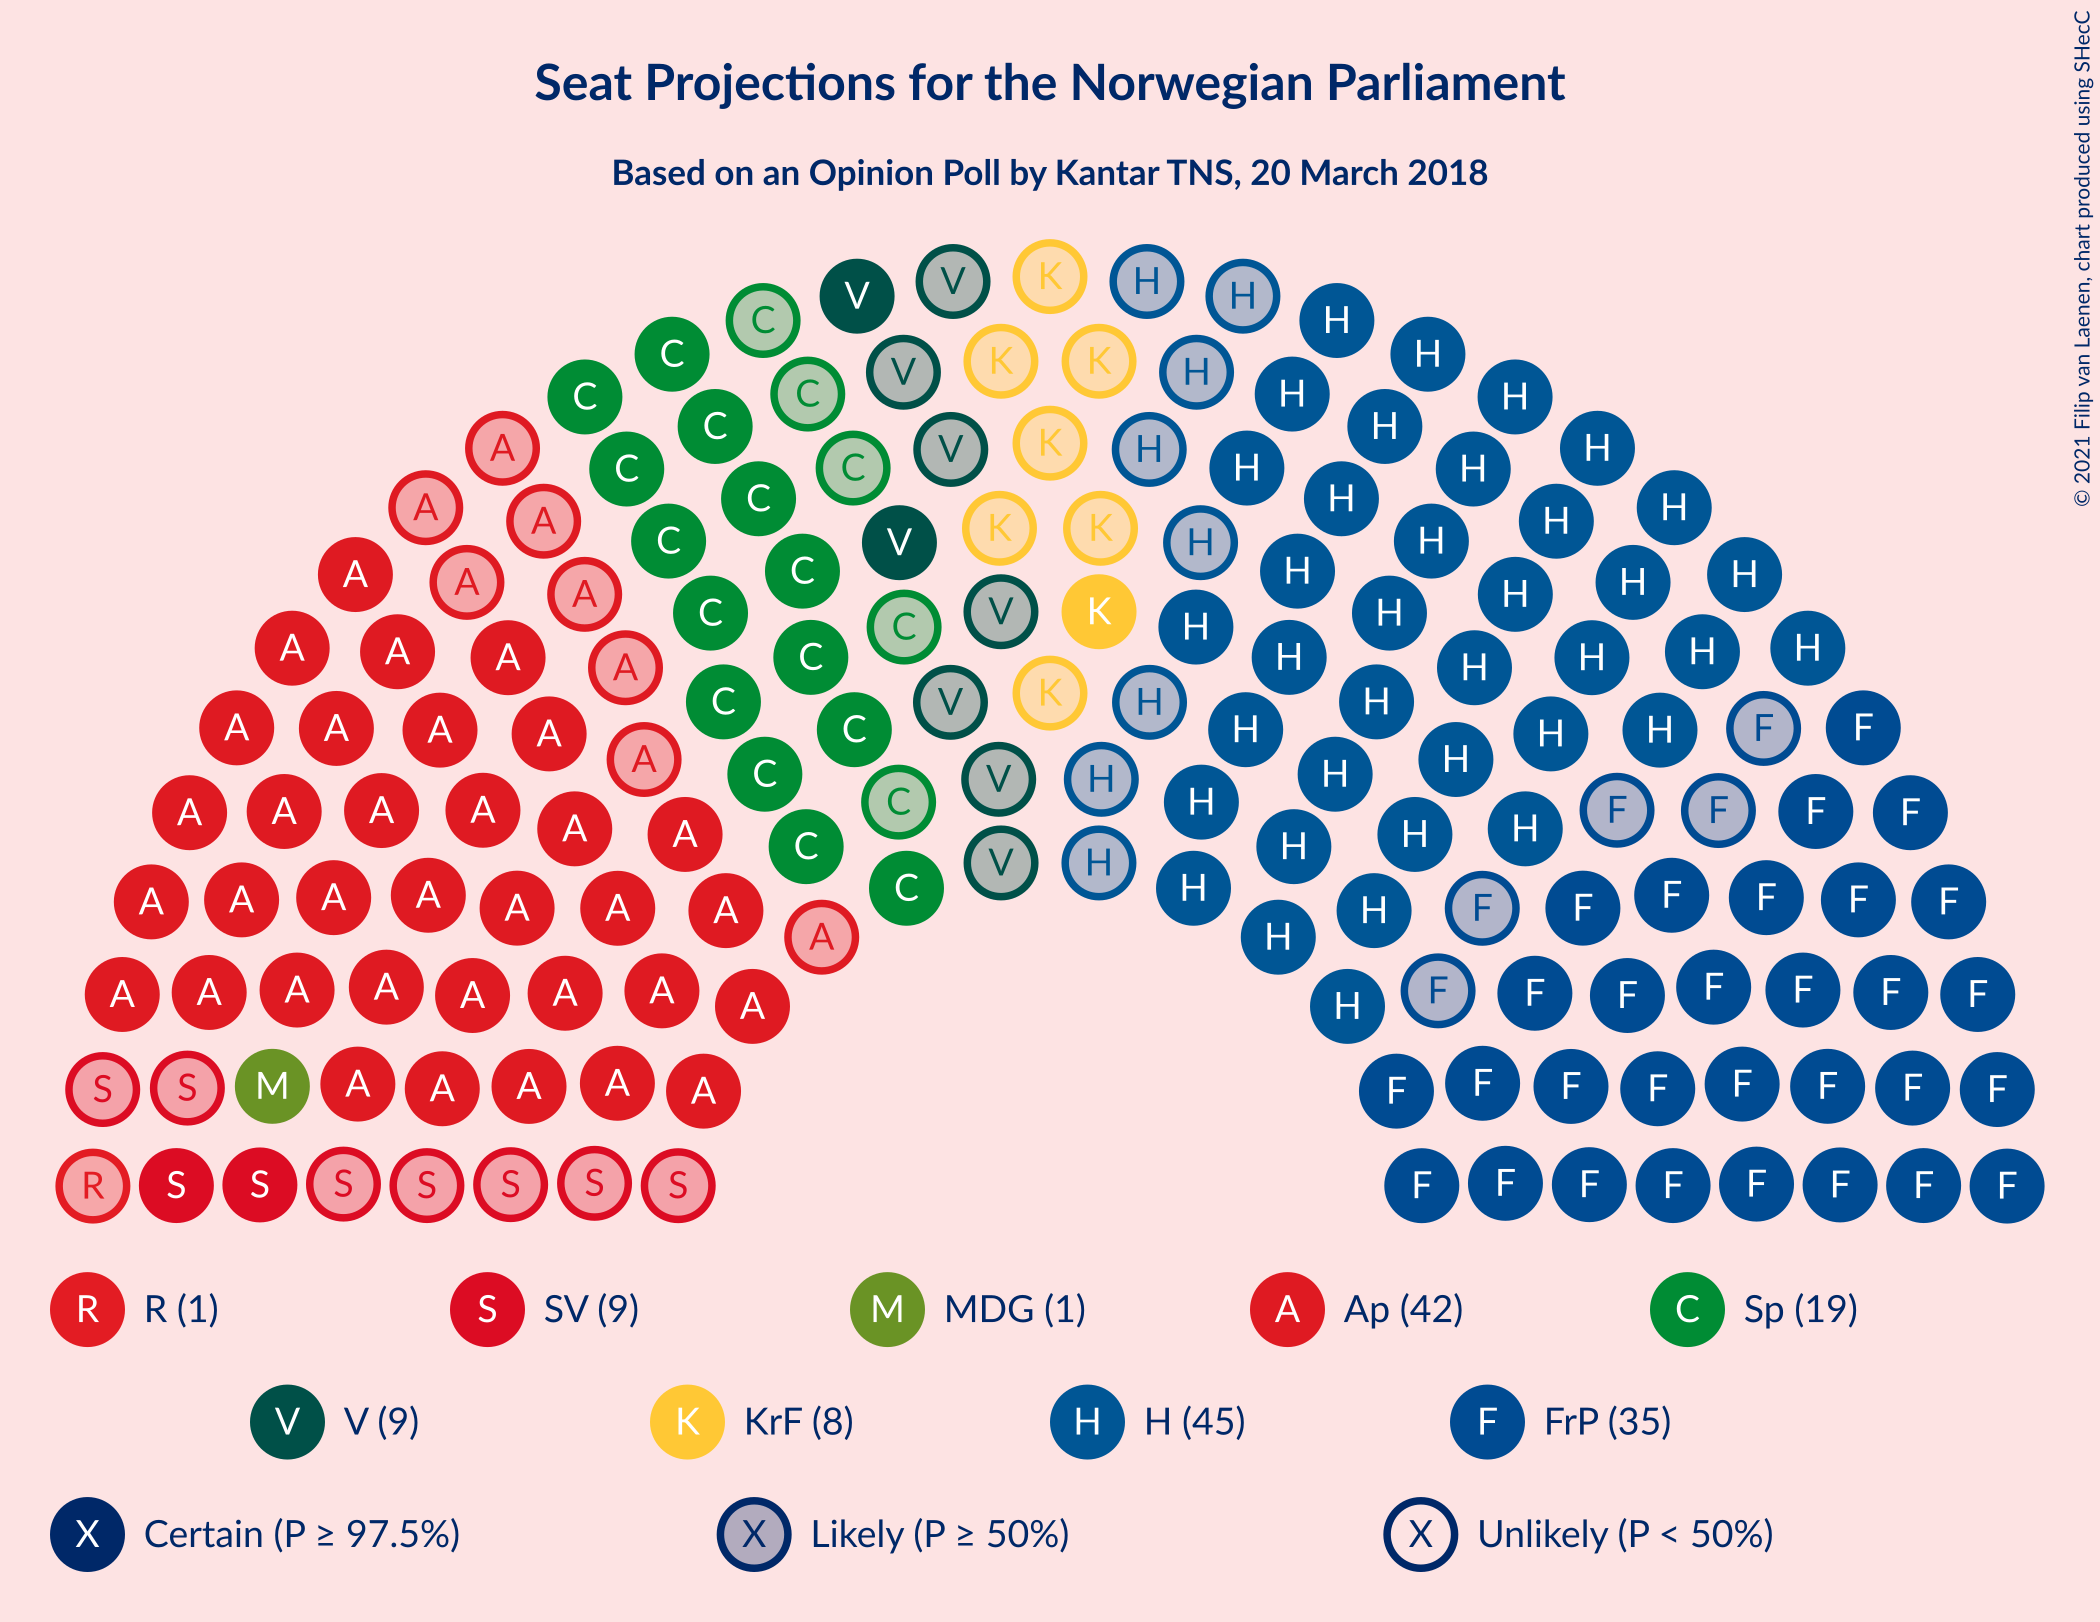 Seat Projections for the Norwegian Parliament
Based on an Opinion Poll by Kantar TNS, 20 March 2018
© 2021 Filip van Laenen, chart produced using SHecC
V V K H H
C H
C V K K H H
C C H H
A C V K H H
C C H H
A A C C K K H H H
A A C V H H H
A A C C V K H H H H
A A A C C H H H H
A A A C V K H H H H
A A A A C V H H H F F
A A A A A C C V H H H H H F F F F
A A A A A A C V H H H H F F F F F
A A A A A A A A C H H H F F F F F F
A A A A A A A A H F F F F F F F
S S M A A A A A F F F F F F F F
R S S S S S S S F F F F F F F F
R R (1) S SV (9) M MDG (1) A Ap (42) C Sp (19)
V V (9) K KrF (8) H H (45) F FrP (35)
X Certain (P ≥ 97.5%) X Likely (P ≥ 50%) X Unlikely (P < 50%)